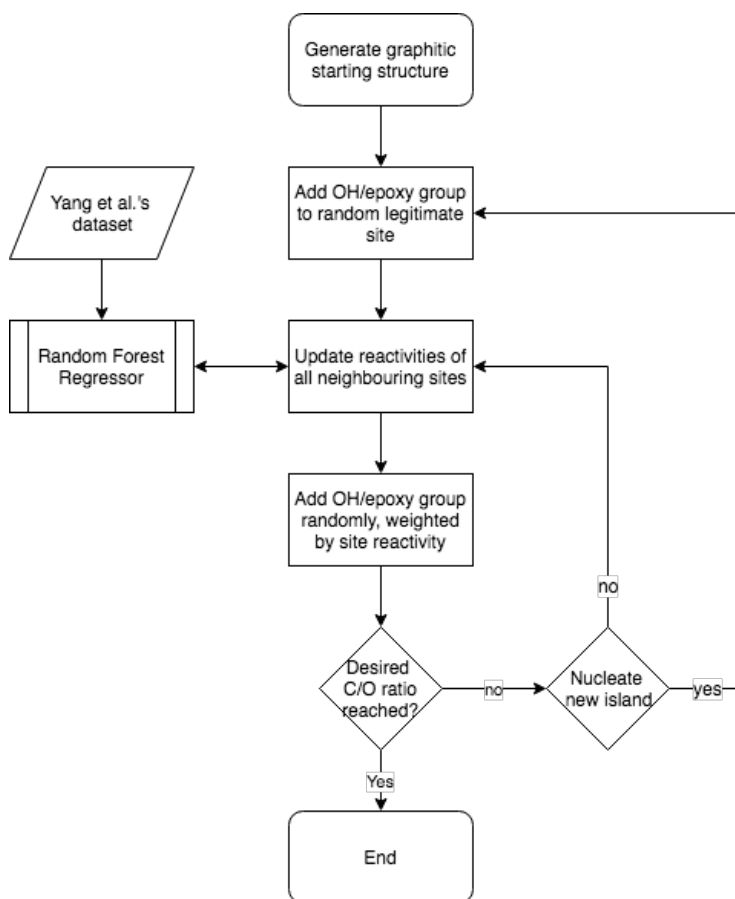 Generate graphitic
starting structure
Yang et al.'s
dataset
Add OH/epoxy group
to random legitimate
site
Random Forest
Regressor
Update reactivities of
all neighbouring sites
Add OH/epoxy group
randomly, weighted
by site reactivity
no
Desired
C/O ratio
reached?
no
Nucleate
new island
yes
Yes
End